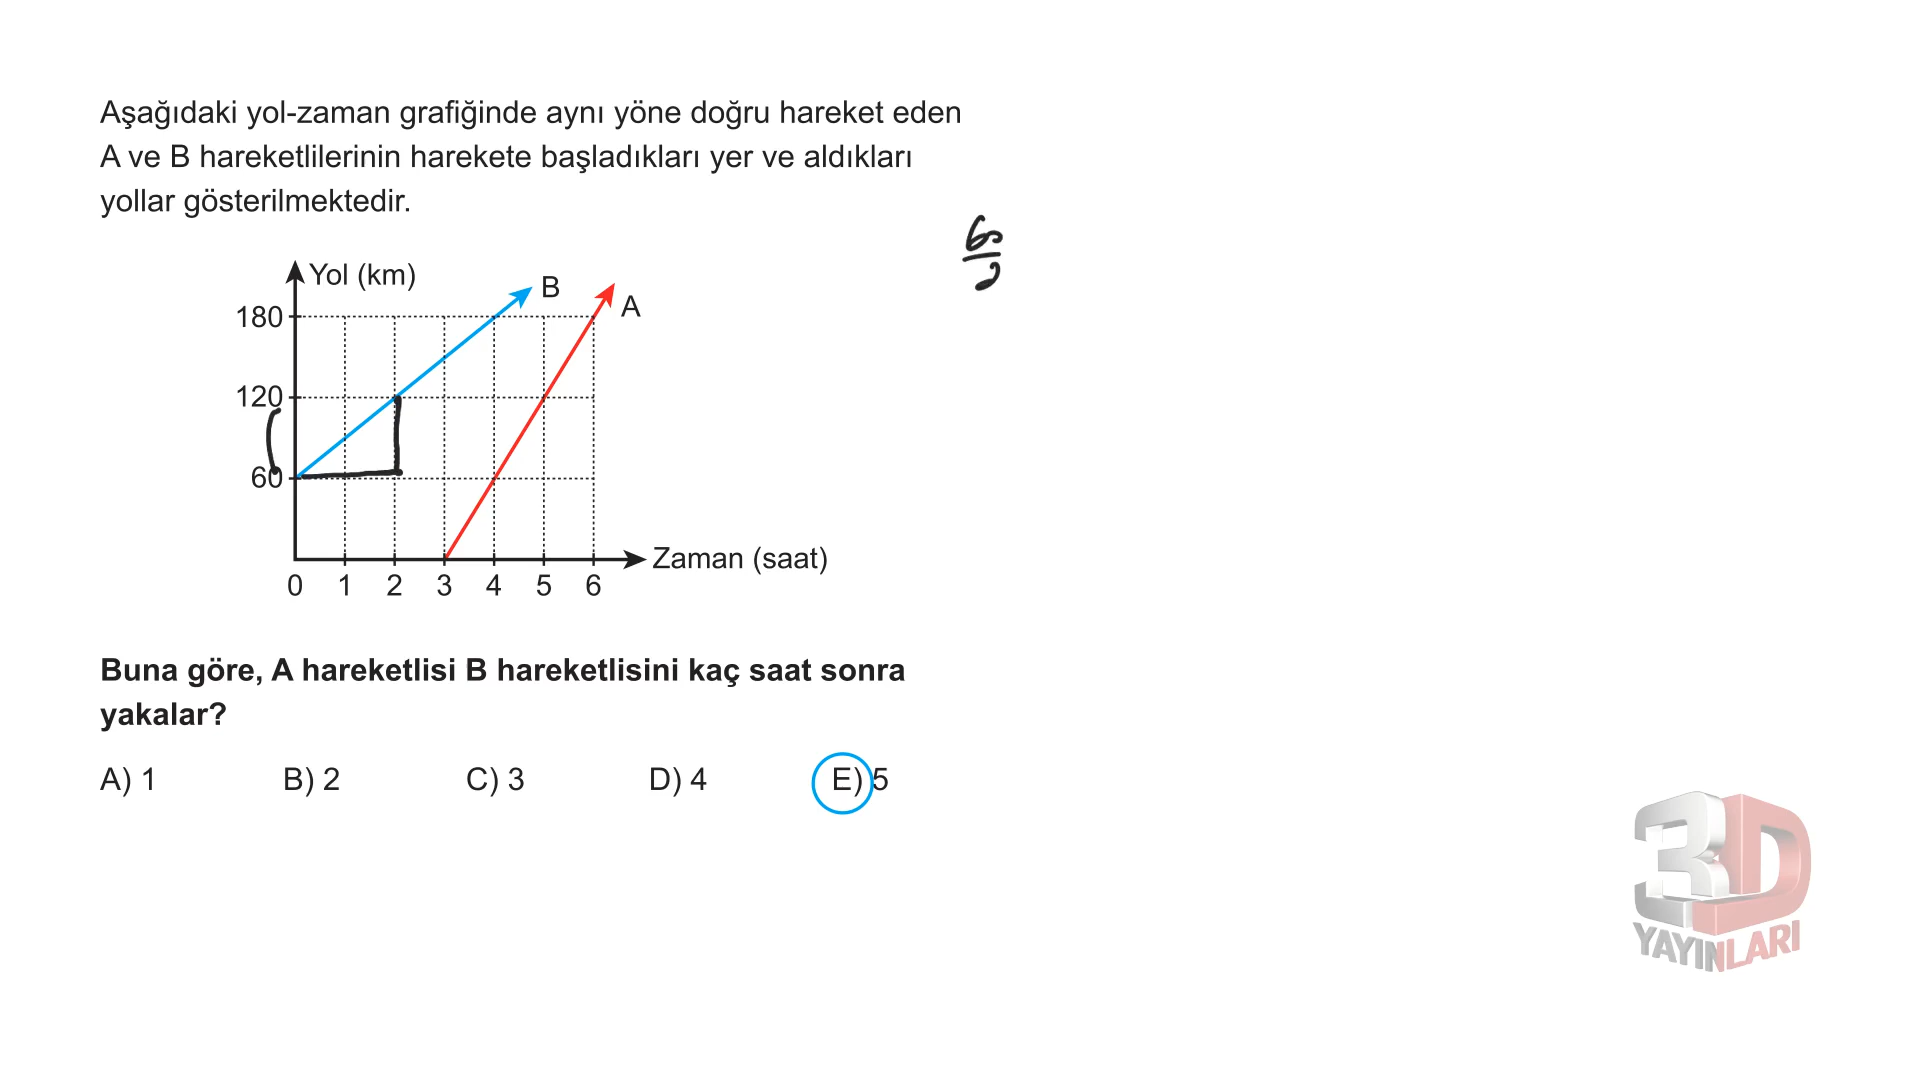 Aşağıdaki yol-zaman grafiğinde aynı yöne doğru hareket eden
A ve B hareketlilerinin harekete başladıkları yer ve aldıkları
yollar gösterilmektedir.
Yol (km)
B
A
180
120
60
Zaman (saat)
0 1 2 3 4 5 6
Buna göre, A hareketlisi B hareketlisini kaç saat sonra
yakalar?
A) 1 B) 2 C) 3 D) 4 E) 5
3D
YAYINLARI